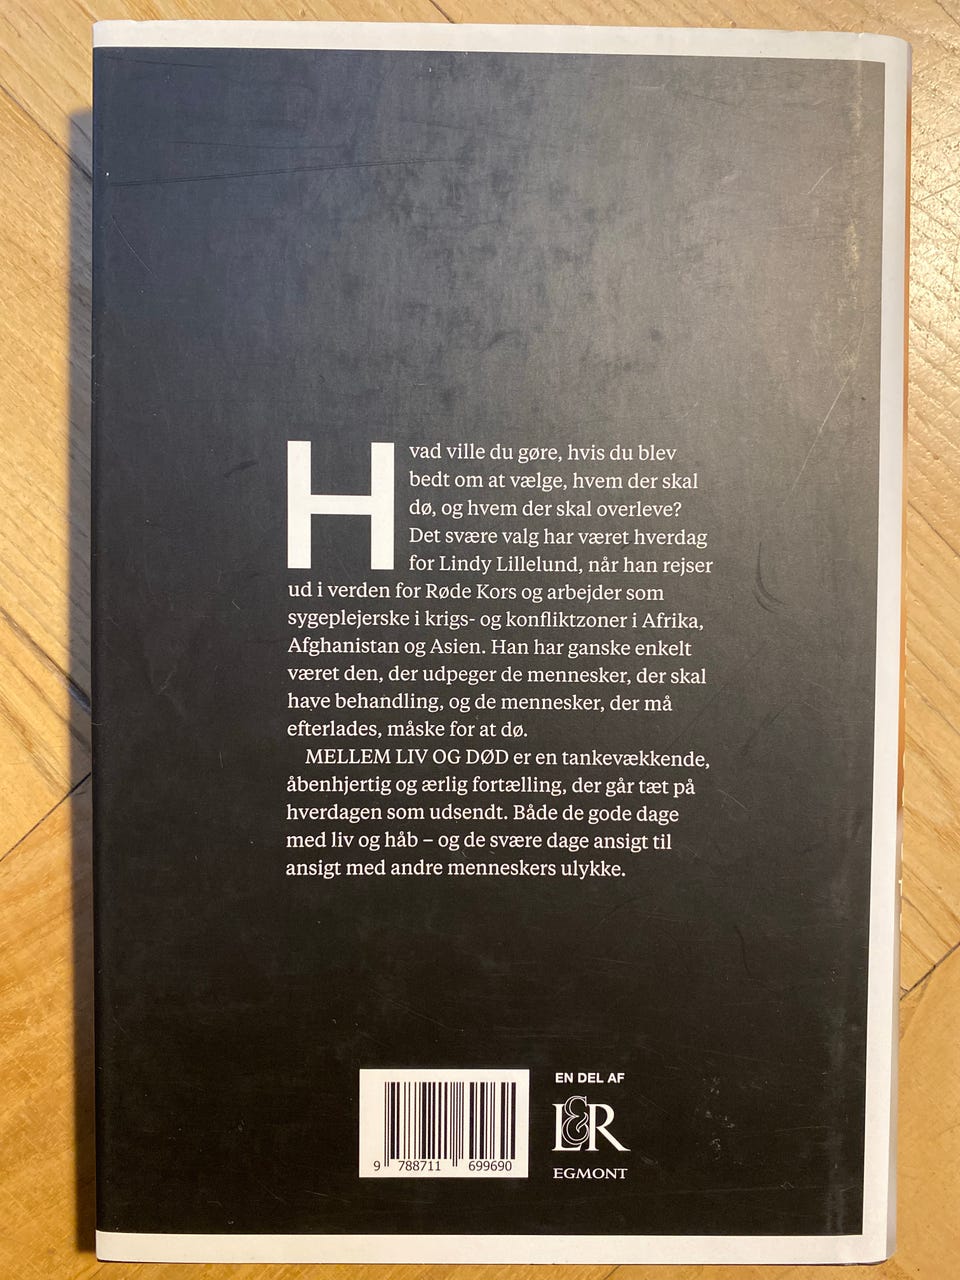 Hvad ville du gøre, hvis du blev
bedt om at vælge, hvem der skal
dø, og hvem der skal overleve?
Det svære valg har været hverdag
for Lindy Lillelund, når han rejser
ud i verden for Røde Kors og arbejder som
sygeplejerske i krigs- og konfliktzoner i Afrika,
Afghanistan og Asien. Han har ganske enkelt
været den, der udpeger de mennesker, der skal
have behandling, og de mennesker, der må
efterlades, måske for at dø.
MELLEM LIV OG DØD er en tankevækkende,
åbenhjertig og ærlig fortælling, der går tæt på
hverdagen som udsendt. Både de gode dage
med liv og håb – og de svære dage ansigt til
ansigt med andre menneskers ulykke.
9 788711 699690
EN DEL AF
L&R
EGMONT